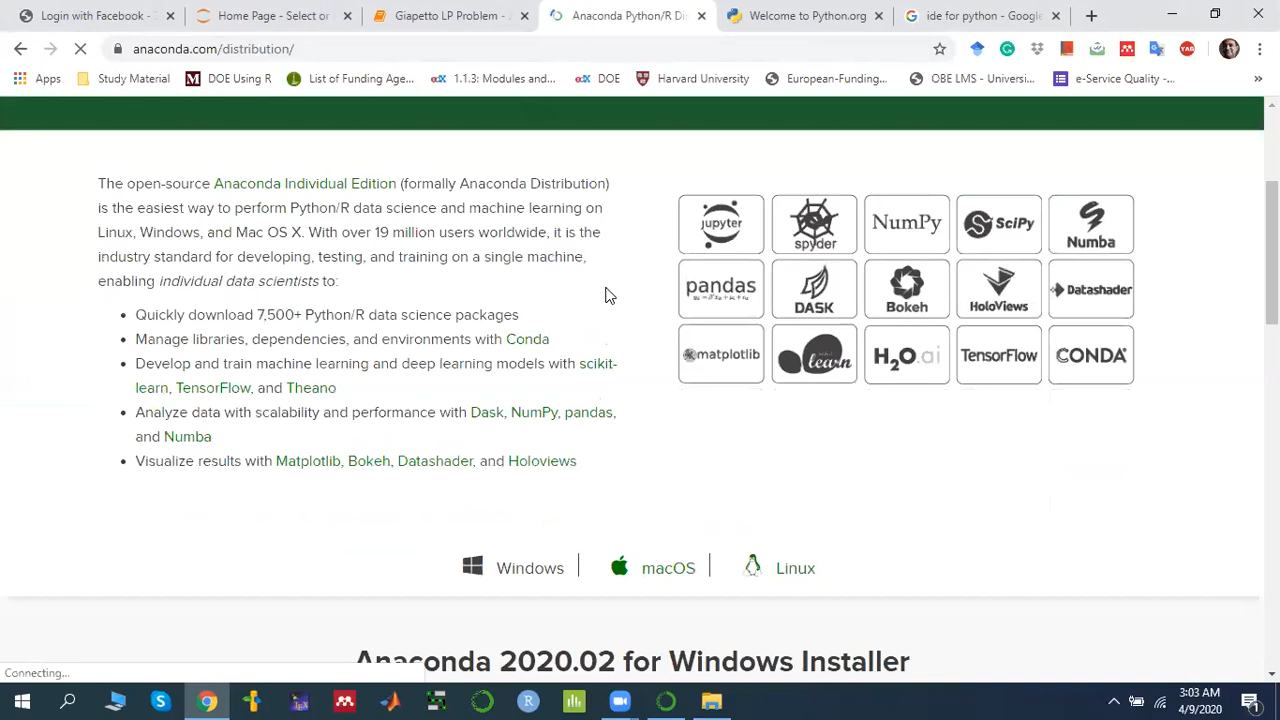 Login with Facebook - Z
Home Page - Select or
Giapetto LP Problem - J
Anaconda Python/R Dis
Welcome to Python.org
ide for python - Google
anaconda.com/distribution/
Apps
Study Material
DOE Using R
List of Funding Age...
1.1.3: Modules and...
DOE
Harvard University
European-Funding...
OBE LMS - Universi...
e-Service Quality -...
The open-source Anaconda Individual Edition (formally Anaconda Distribution)
is the easiest way to perform Python/R data science and machine learning on
Linux, Windows, and Mac OS X. With over 19 million users worldwide, it is the
industry standard for developing, testing, and training on a single machine,
enabling individual data scientists to:
• Quickly download 7,500+ Python/R data science packages
• Manage libraries, dependencies, and environments with Conda
• Develop and train machine learning and deep learning models with scikit-
learn, TensorFlow, and Theano
• Analyze data with scalability and performance with Dask, NumPy, pandas,
and Numba
• Visualize results with Matplotlib, Bokeh, Datashader, and Holoviews
jupyter
spyder
NumPy
SciPy
Numba
pandas
DASK
Bokeh
HoloViews
Datashader
matplotlib
learn
H2O.ai
TensorFlow
CONDA
Windows
macOS
Linux
Anaconda 2020.02 for Windows Installer
Connecting...
3:03 AM
4/9/2020